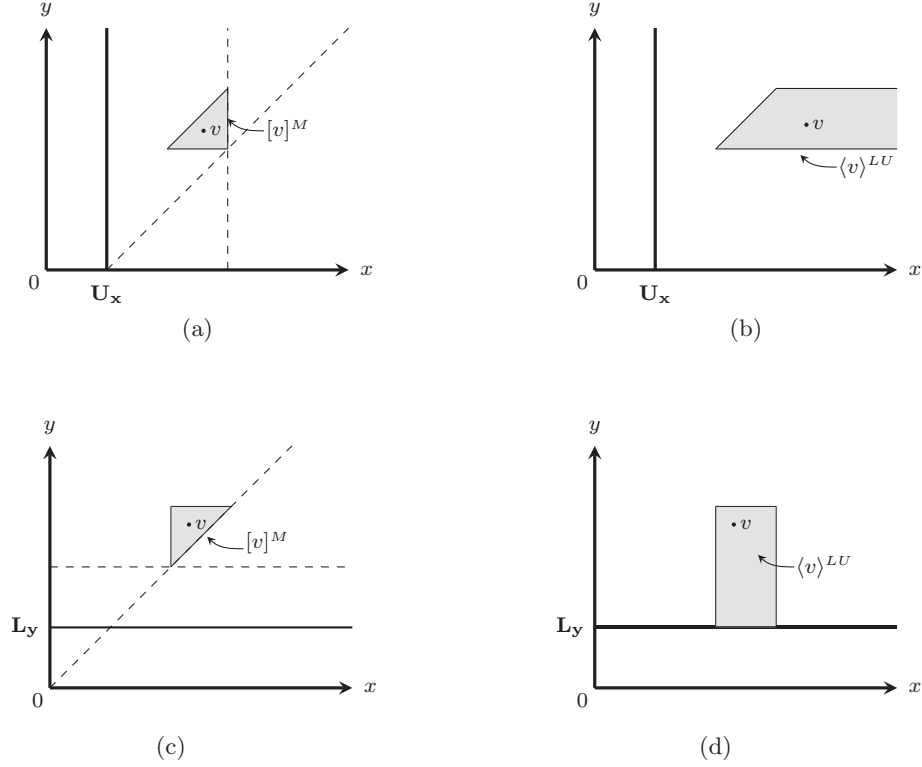 y
v
[v]^M
0
U_x
x
(a)
y
v
⟨v⟩^{LU}
0
U_x
x
(b)
y
v
[v]^M
L_y
0
x
(c)
y
v
⟨v⟩^{LU}
L_y
0
x
(d)